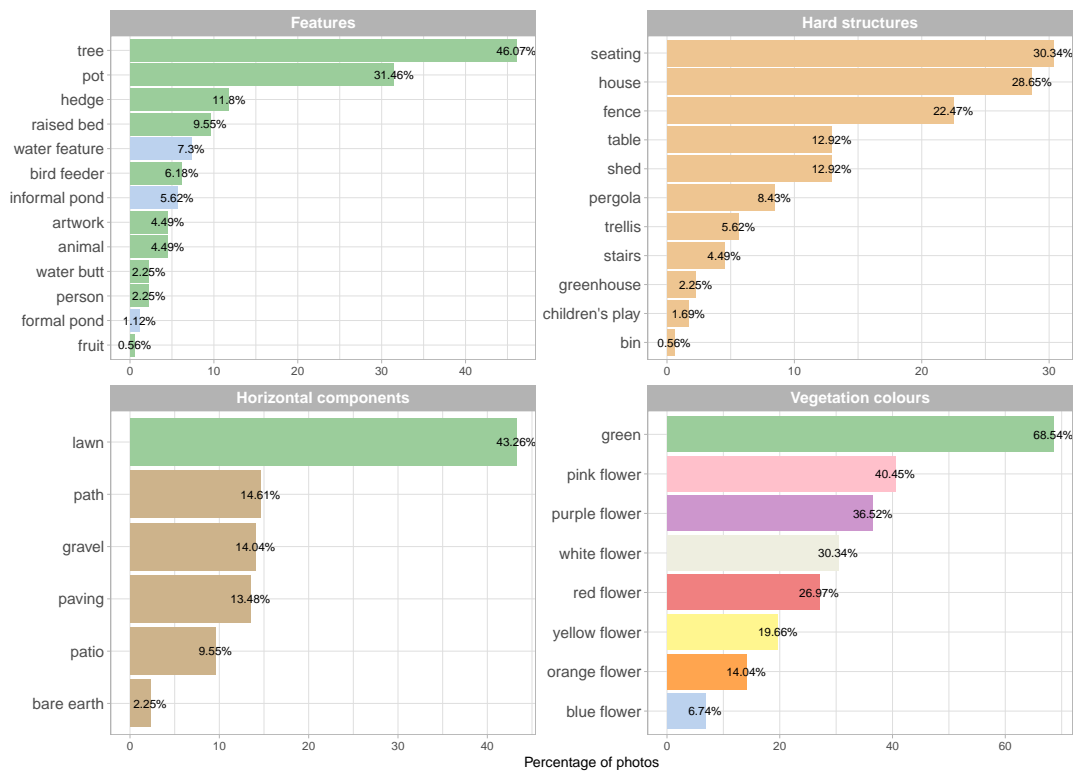 Features
tree 46.07%
pot 31.46%
hedge 11.8%
raised bed 9.55%
water feature 7.3%
bird feeder 6.18%
informal pond 5.62%
artwork 4.49%
animal 4.49%
water butt 2.25%
person 2.25%
formal pond 1.12%
fruit 0.56%
0 10 20 30 40
Hard structures
seating 30.34%
house 28.65%
fence 22.47%
table 12.92%
shed 12.92%
pergola 8.43%
trellis 5.62%
stairs 4.49%
greenhouse 2.25%
children's play 1.69%
bin 0.56%
0 10 20 30
Horizontal components
lawn 43.26%
path 14.61%
gravel 14.04%
paving 13.48%
patio 9.55%
bare earth 2.25%
0 10 20 30 40
Vegetation colours
green 68.54%
pink flower 40.45%
purple flower 36.52%
white flower 30.34%
red flower 26.97%
yellow flower 19.66%
orange flower 14.04%
blue flower 6.74%
0 20 40 60
Percentage of photos